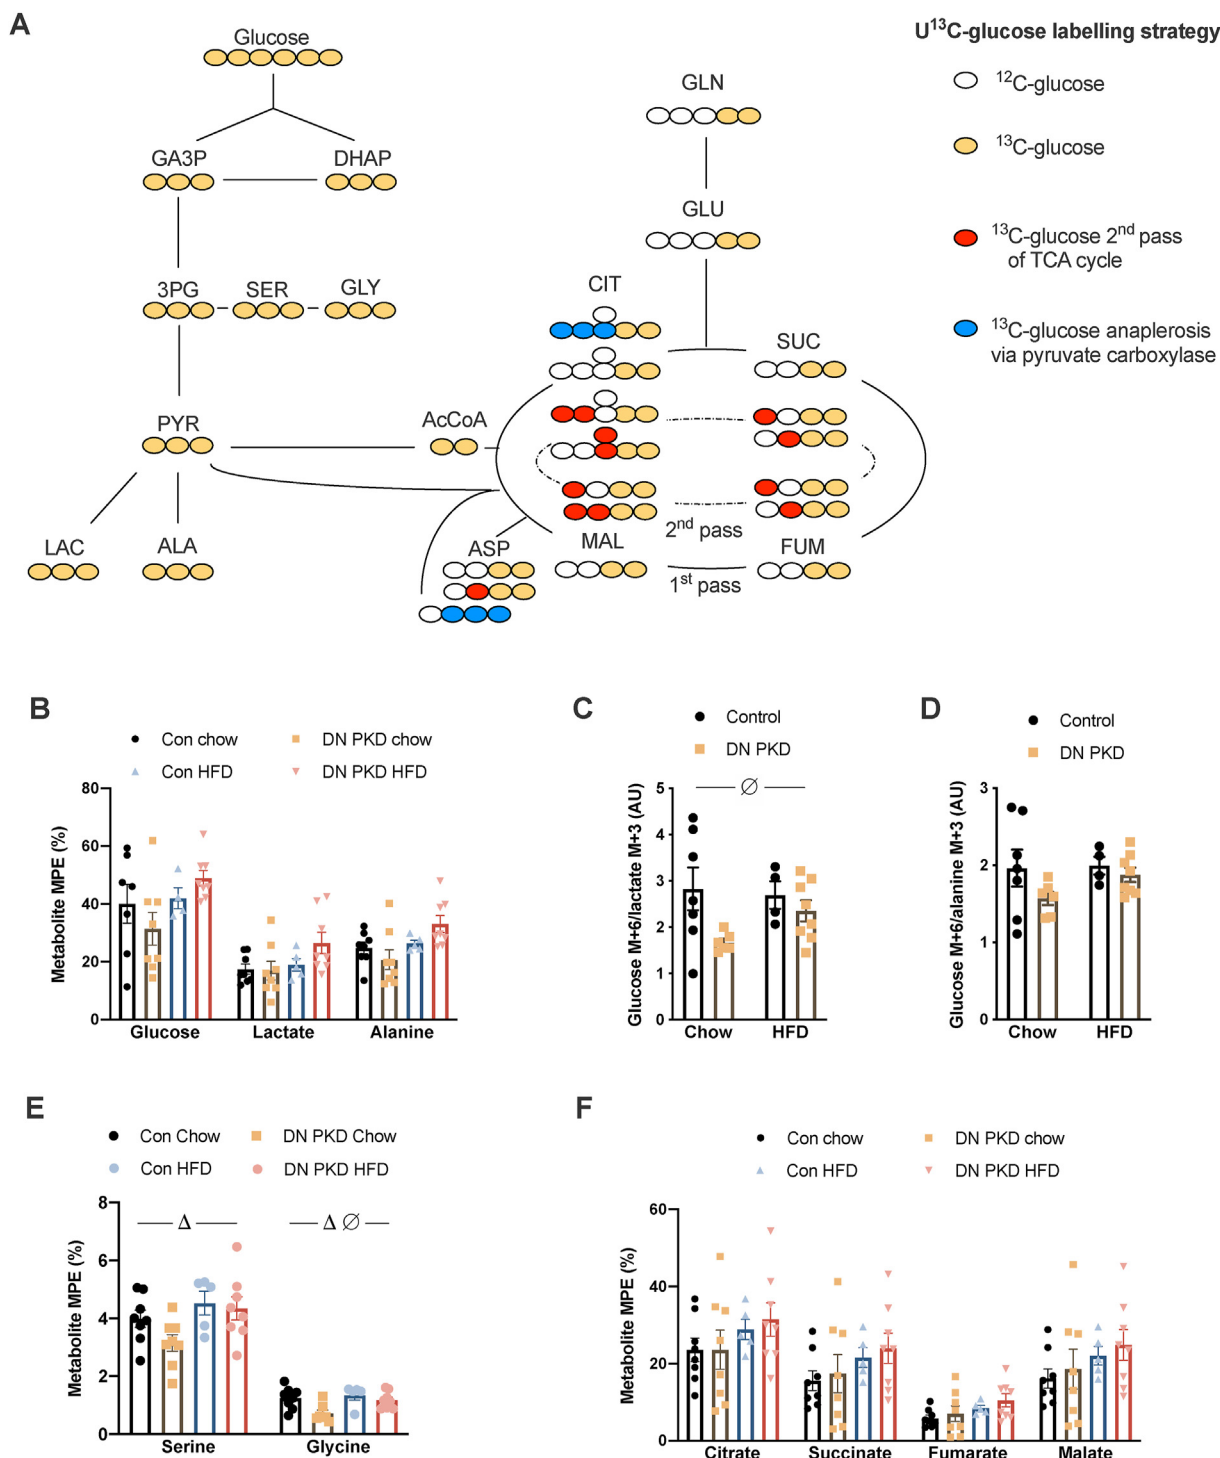 A
U13C-glucose labelling strategy
12C-glucose
13C-glucose
13C-glucose 2nd pass
of TCA cycle
13C-glucose anaplerosis
via pyruvate carboxylase
Glucose
GA3P
DHAP
3PG
SER
GLY
PYR
AcCoA
LAC
ALA
GLN
GLU
CIT
SUC
2nd pass
ASP
MAL
FUM
1st pass
B
Con chow
DN PKD chow
Con HFD
DN PKD HFD
Metabolite MPE (%)
80
60
40
20
0
Glucose
Lactate
Alanine
C
Control
DN PKD
Glucose M+6/lactate M+3 (AU)
∅
5
4
3
2
1
0
Chow
HFD
D
Control
DN PKD
Glucose M+6/alanine M+3 (AU)
3
2
1
0
Chow
HFD
E
Con Chow
DN PKD Chow
Con HFD
DN PKD HFD
Metabolite MPE (%)
8
6
4
2
0
Δ
Δ ∅
Serine
Glycine
F
Con chow
DN PKD chow
Con HFD
DN PKD HFD
Metabolite MPE (%)
60
40
20
0
Citrate
Succinate
Fumarate
Malate